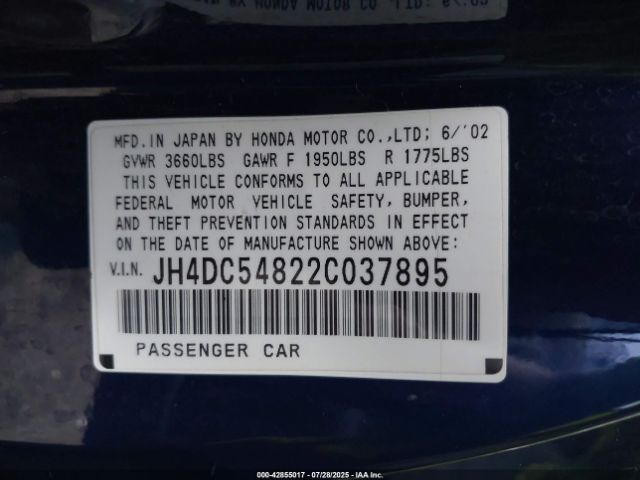 MFD.IN JAPAN BY HONDA MOTOR CO.,LTD; 6/'02
GVWR 3660LBS GAWR F 1950LBS R 1775LBS
THIS VEHICLE CONFORMS TO ALL APPLICABLE
FEDERAL MOTOR VEHICLE SAFETY, BUMPER,
AND THEFT PREVENTION STANDARDS IN EFFECT
ON THE DATE OF MANUFACTURE SHOWN ABOVE:
V.I.N. JH4DC54822C037895
PASSENGER CAR
000-42855017 - 07/28/2025 - IAAI.com